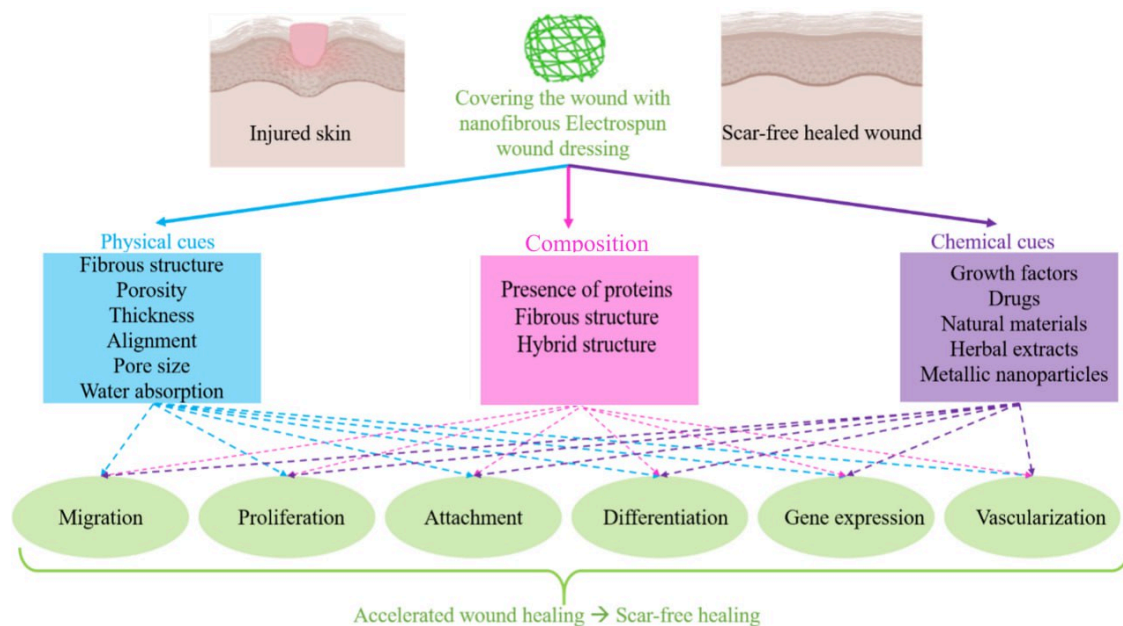 Injured skin
Covering the wound with
nanofibrous Electrospun
wound dressing
Scar-free healed wound
Physical cues
Fibrous structure
Porosity
Thickness
Alignment
Pore size
Water absorption
Composition
Presence of proteins
Fibrous structure
Hybrid structure
Chemical cues
Growth factors
Drugs
Natural materials
Herbal extracts
Metallic nanoparticles
Migration
Proliferation
Attachment
Differentiation
Gene expression
Vascularization
Accelerated wound healing → Scar-free healing